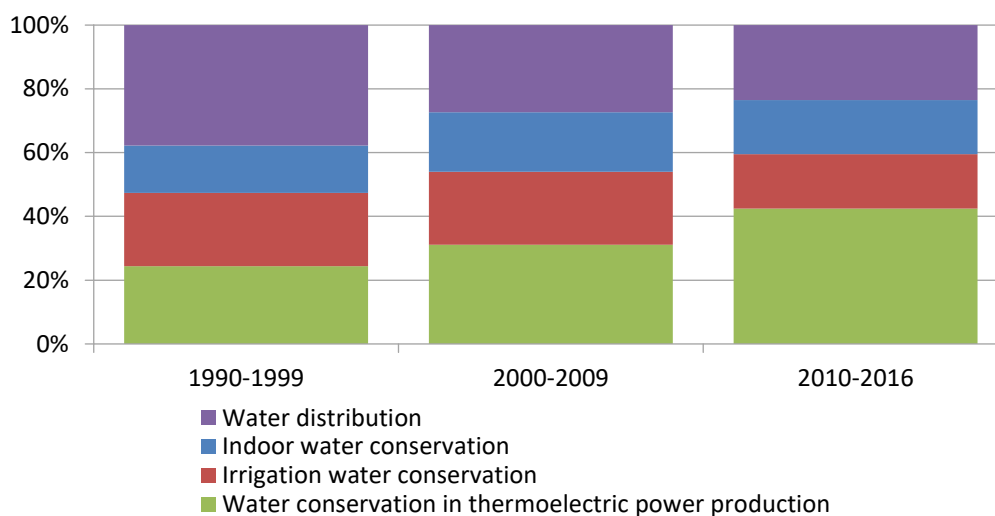 100%
80%
60%
40%
20%
0%
1990-1999 2000-2009 2010-2016
Water distribution
Indoor water conservation
Irrigation water conservation
Water conservation in thermoelectric power production